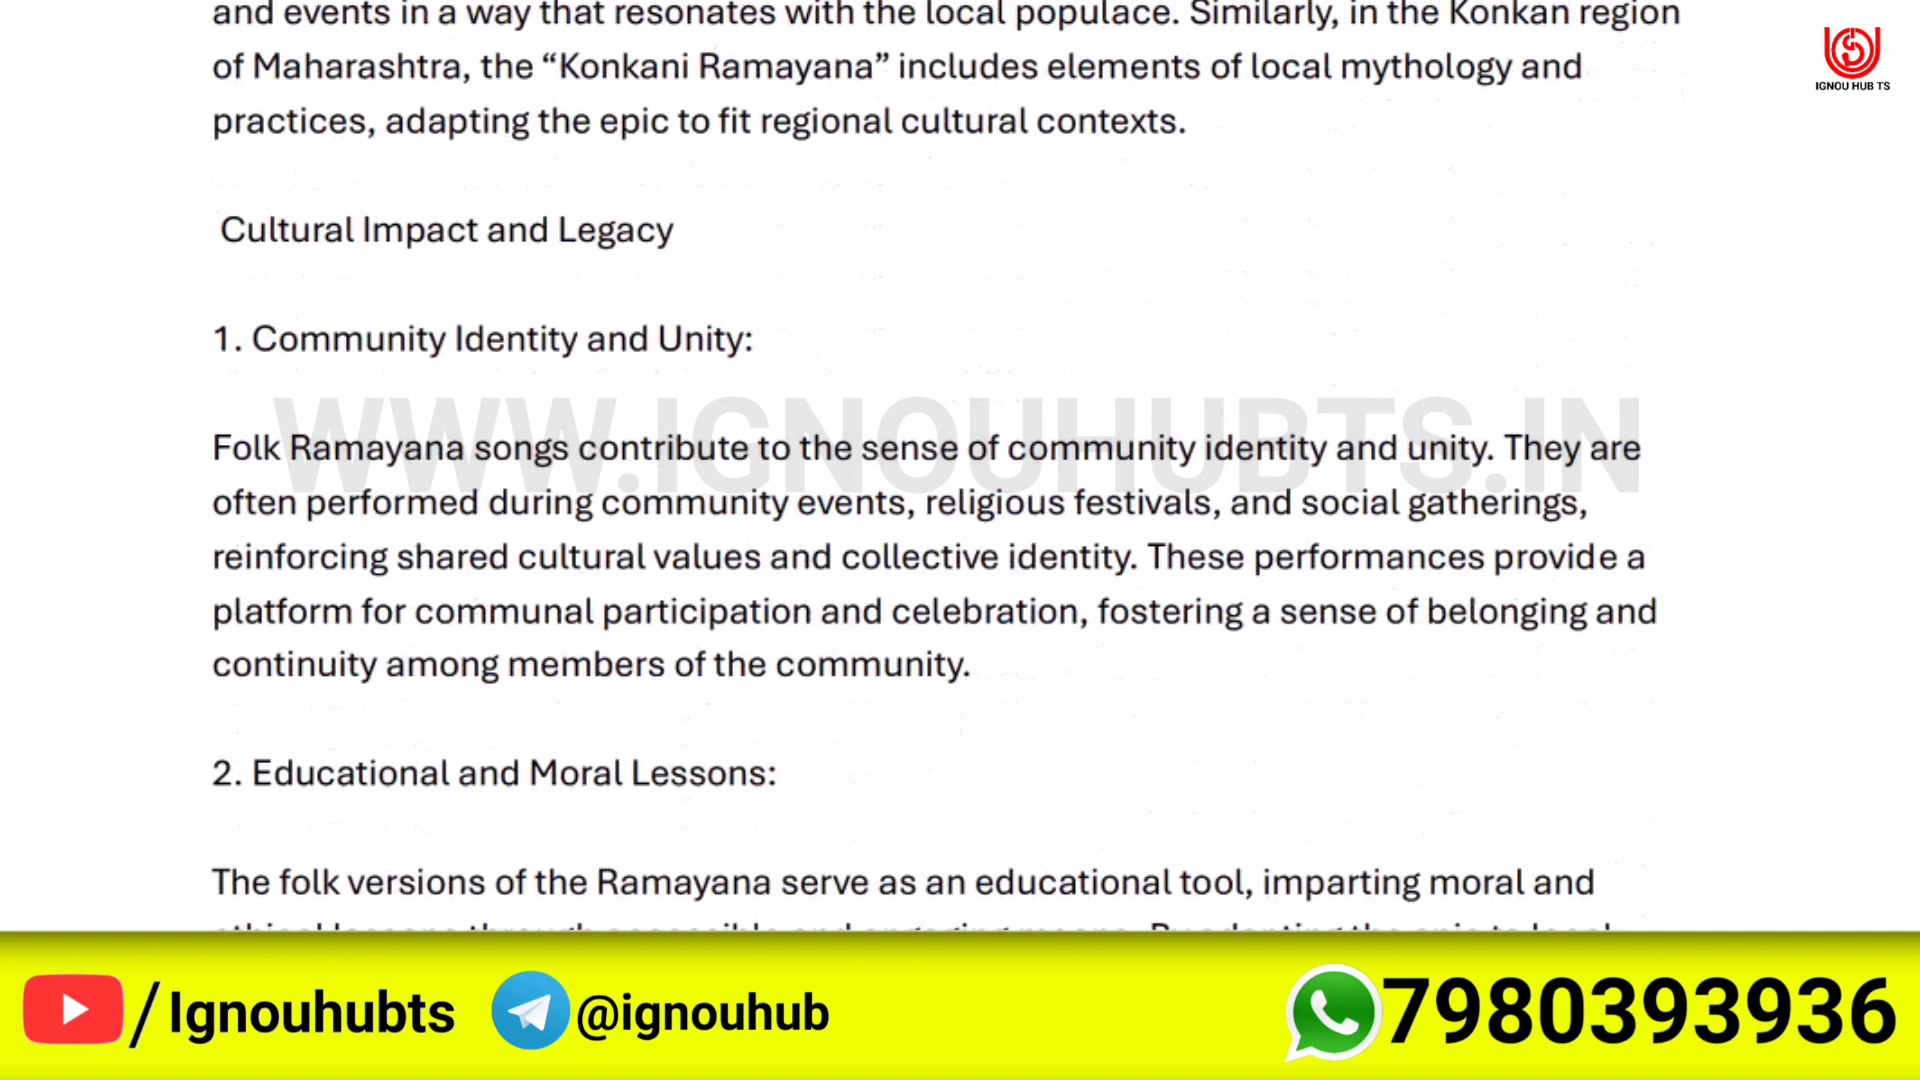 and events in a way that resonates with the local populace. Similarly, in the Konkan region
of Maharashtra, the “Konkani Ramayana” includes elements of local mythology and
practices, adapting the epic to fit regional cultural contexts.
IGNOU HUB TS
Cultural Impact and Legacy
1. Community Identity and Unity:
WWW.IGNOUHUBTS.IN
Folk Ramayana songs contribute to the sense of community identity and unity. They are
often performed during community events, religious festivals, and social gatherings,
reinforcing shared cultural values and collective identity. These performances provide a
platform for communal participation and celebration, fostering a sense of belonging and
continuity among members of the community.
2. Educational and Moral Lessons:
The folk versions of the Ramayana serve as an educational tool, imparting moral and
/Ignouhubts @ignouhub 7980393936